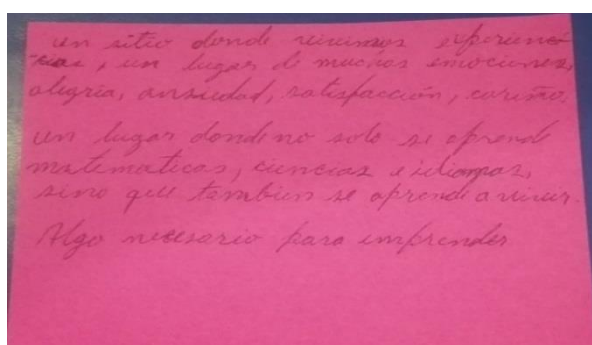 un sitio donde vivimos experien
cias, un lugar de muchas emociones,
alegria, ansiedad, satisfacción, cariño.
un lugar donde no solo se aprende
matematicas, ciencias e idiomas,
sino que tambien se aprende a vivir.
Algo necesario para emprender